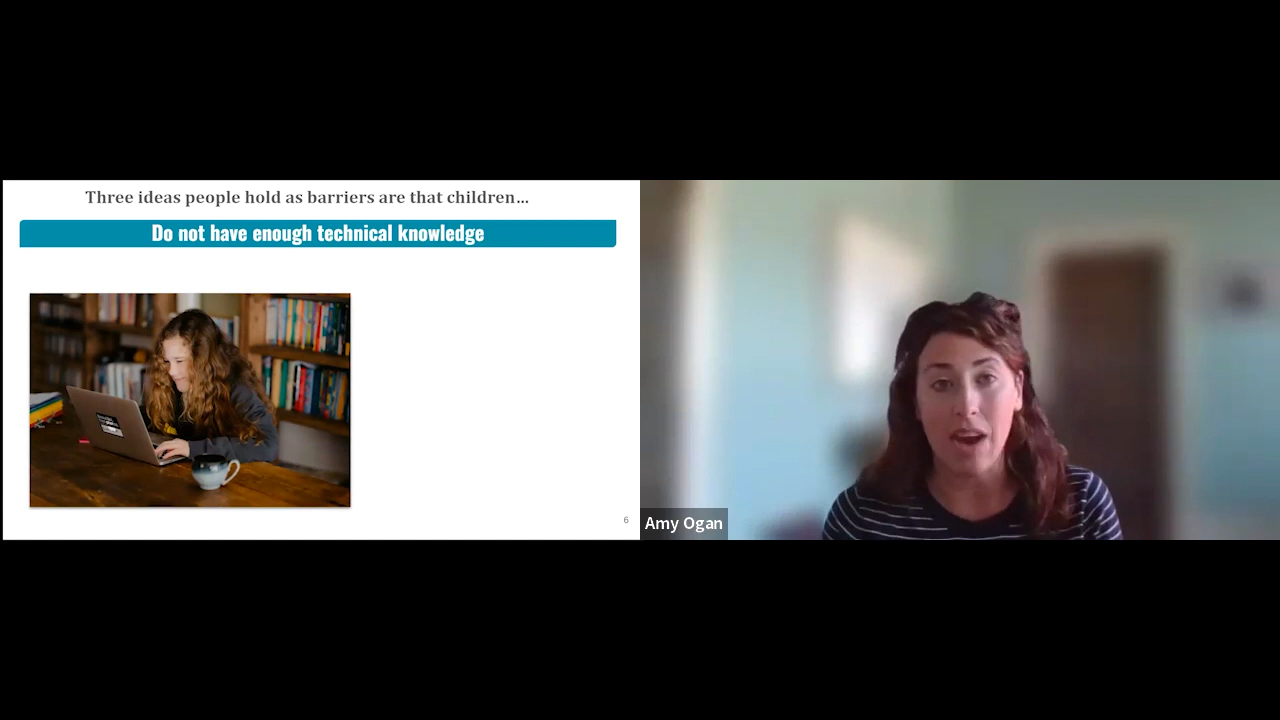 Three ideas people hold as barriers are that children...
Do not have enough technical knowledge
6
Amy Ogan